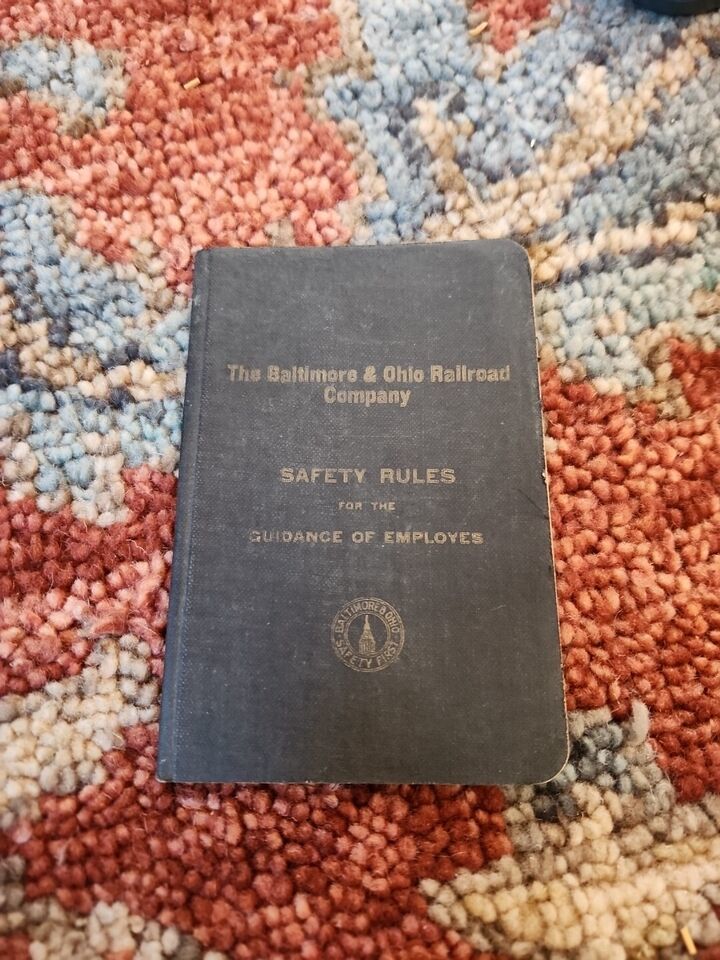 The Baltimore & Ohio Railroad
Company
SAFETY RULES
FOR THE
GUIDANCE OF EMPLOYES
BALTIMORE & OHIO
SAFETY FIRST